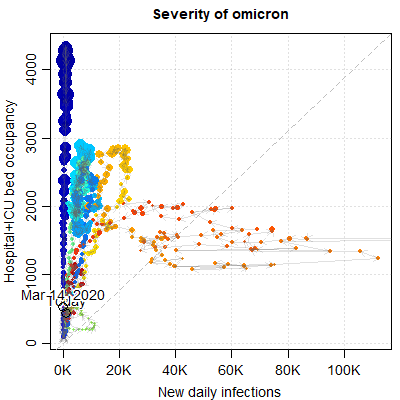 Severity of omicron
Hospital+ICU bed occupancy
4000
3000
2000
1000
0
Mar-14-2020
0K
20K
40K
60K
80K
100K
New daily infections